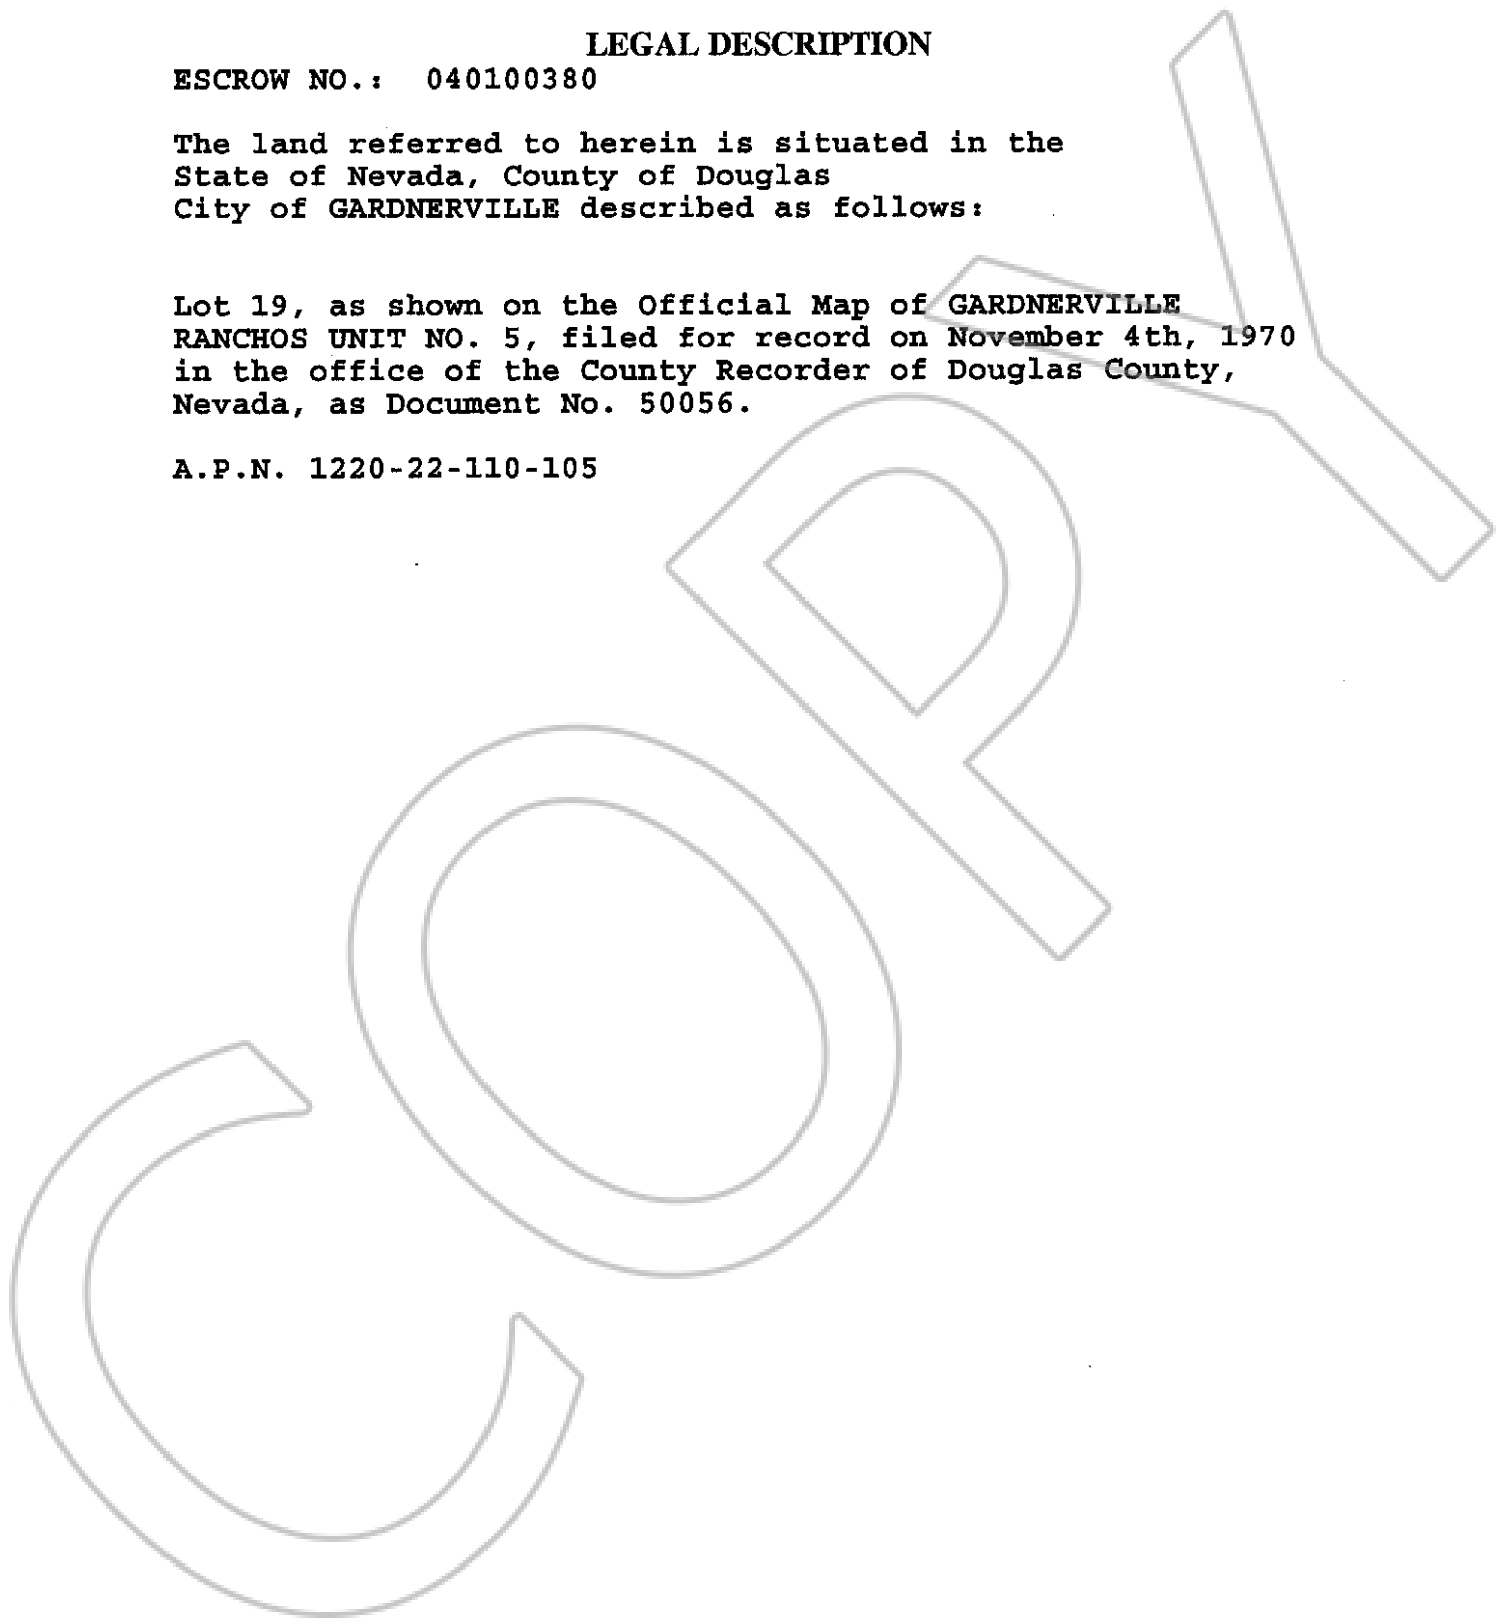 LEGAL DESCRIPTION
ESCROW NO.: 040100380
The land referred to herein is situated in the
State of Nevada, County of Douglas
City of GARDNERVILLE described as follows:
Lot 19, as shown on the Official Map of GARDNERVILLE
RANCHOS UNIT NO. 5, filed for record on November 4th, 1970
in the office of the County Recorder of Douglas County,
Nevada, as Document No. 50056.
A.P.N. 1220-22-110-105
COPY